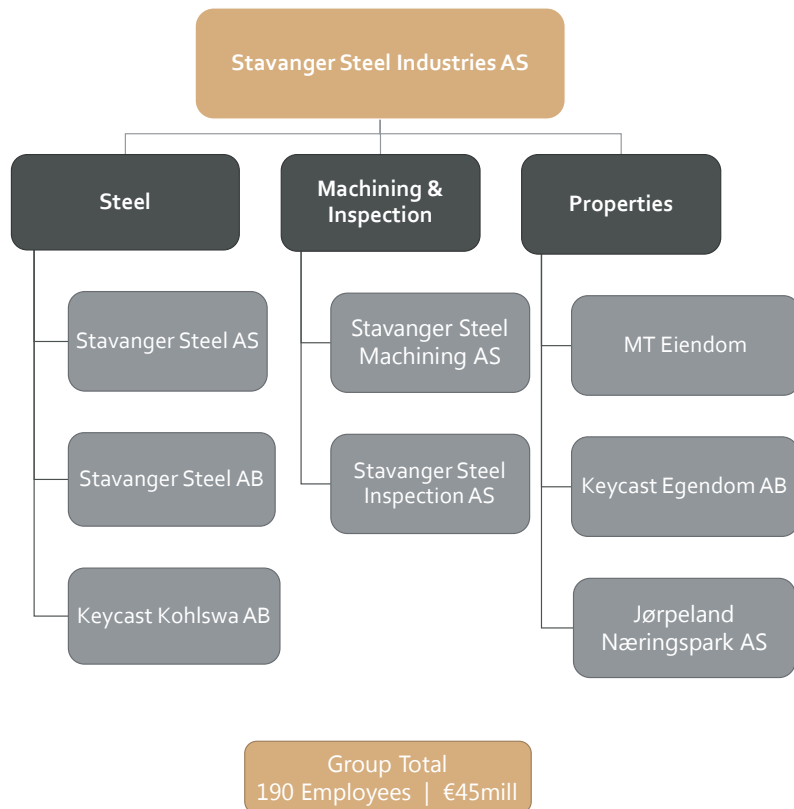 Stavanger Steel Industries AS
Steel
Machining &
Inspection
Properties
Stavanger Steel AS
Stavanger Steel AB
Keycast Kohlswa AB
Stavanger Steel
Machining AS
Stavanger Steel
Inspection AS
MT Eiendom
Keycast Egendom AB
Jørpeland
Næringspark AS
Group Total
190 Employees | €45mill